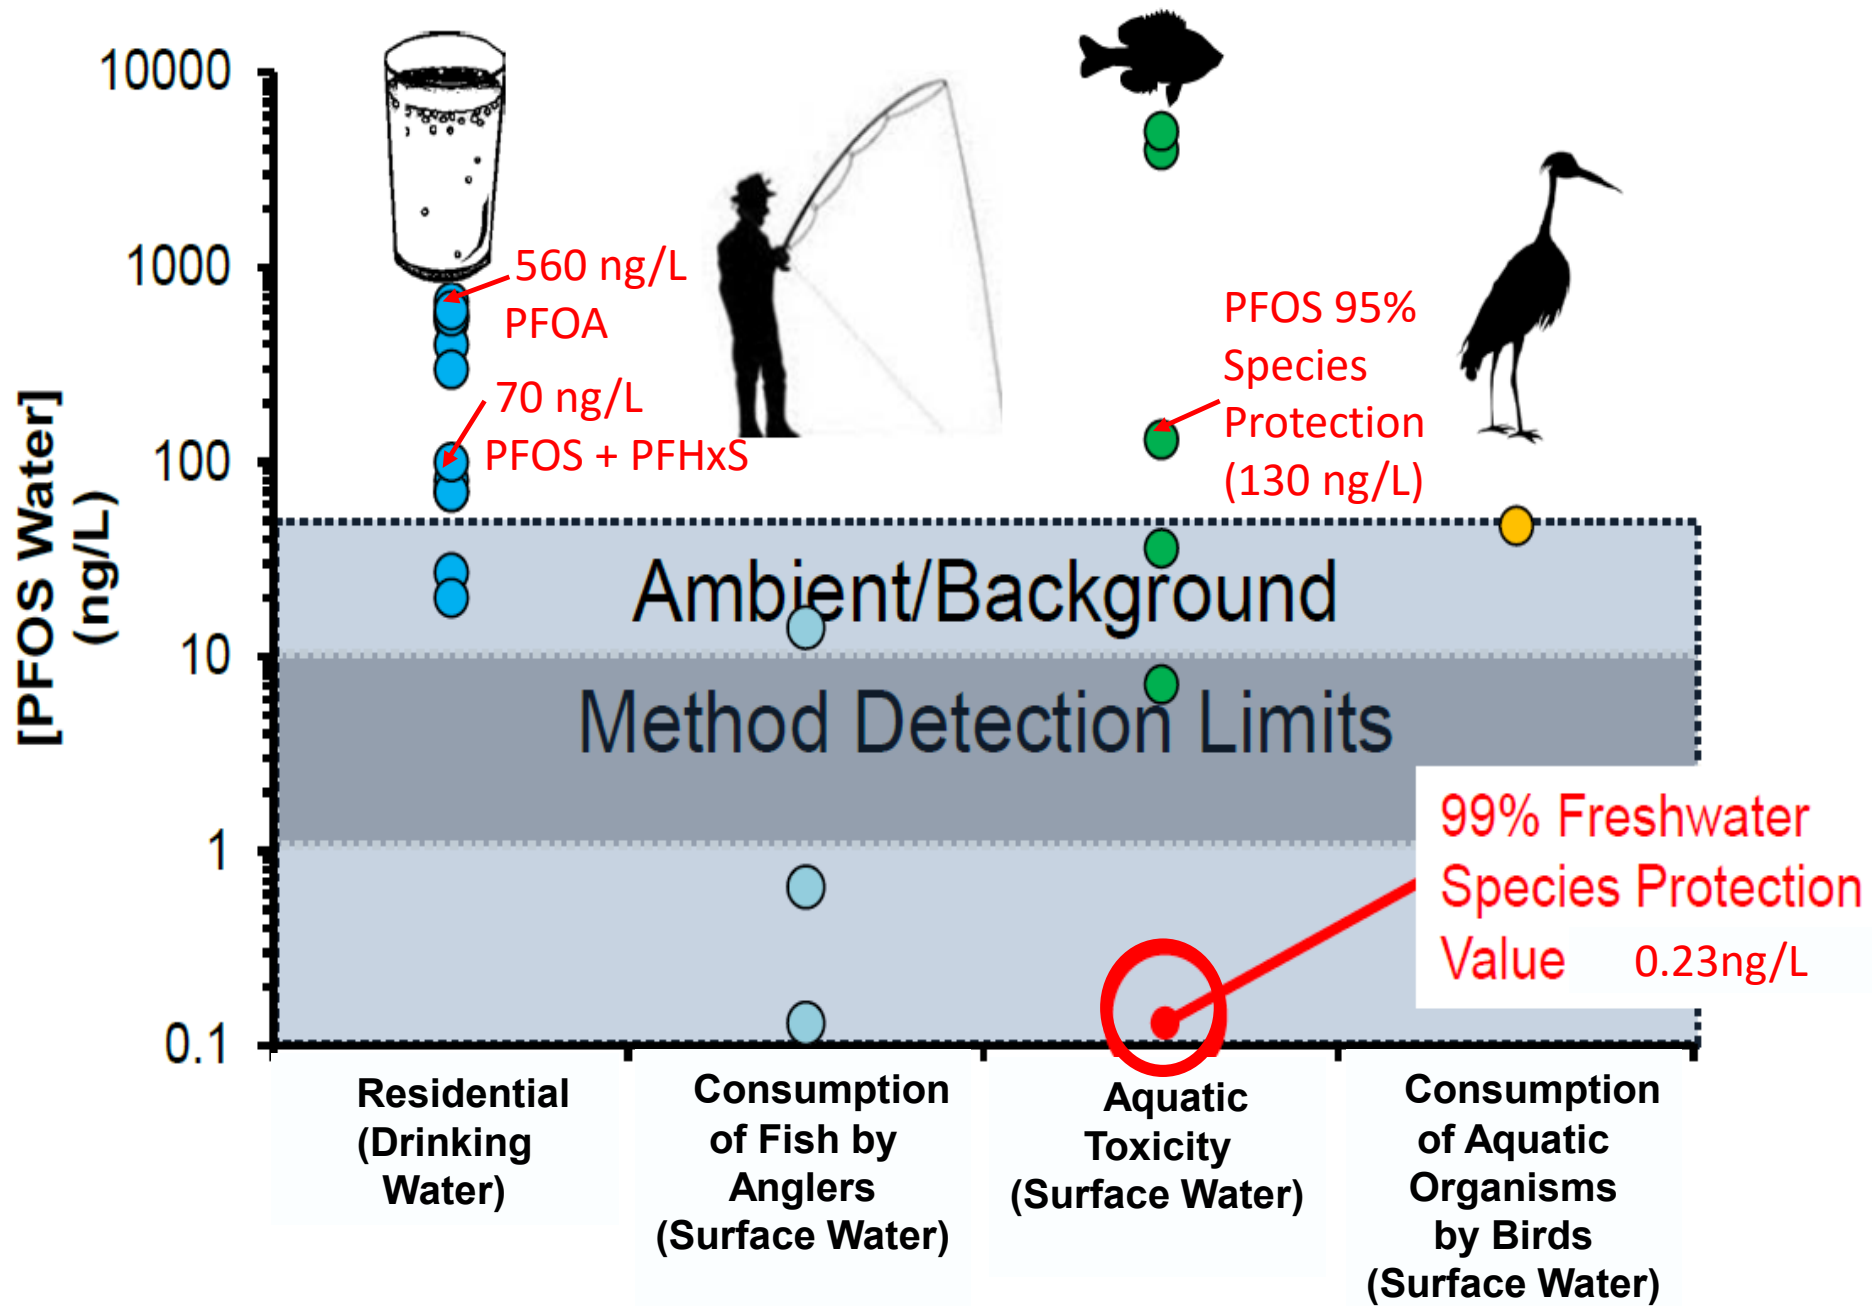 10000
1000
100
10
1
0.1
[PFOS Water]
(ng/L)
560 ng/L
PFOA
70 ng/L
PFOS + PFHxS
PFOS 95%
Species
Protection
(130 ng/L)
Ambient/Background
Method Detection Limits
99% Freshwater
Species Protection
Value 0.23ng/L
Residential
(Drinking
Water)
Consumption
of Fish by
Anglers
(Surface Water)
Aquatic
Toxicity
(Surface Water)
Consumption
of Aquatic
Organisms
by Birds
(Surface Water)